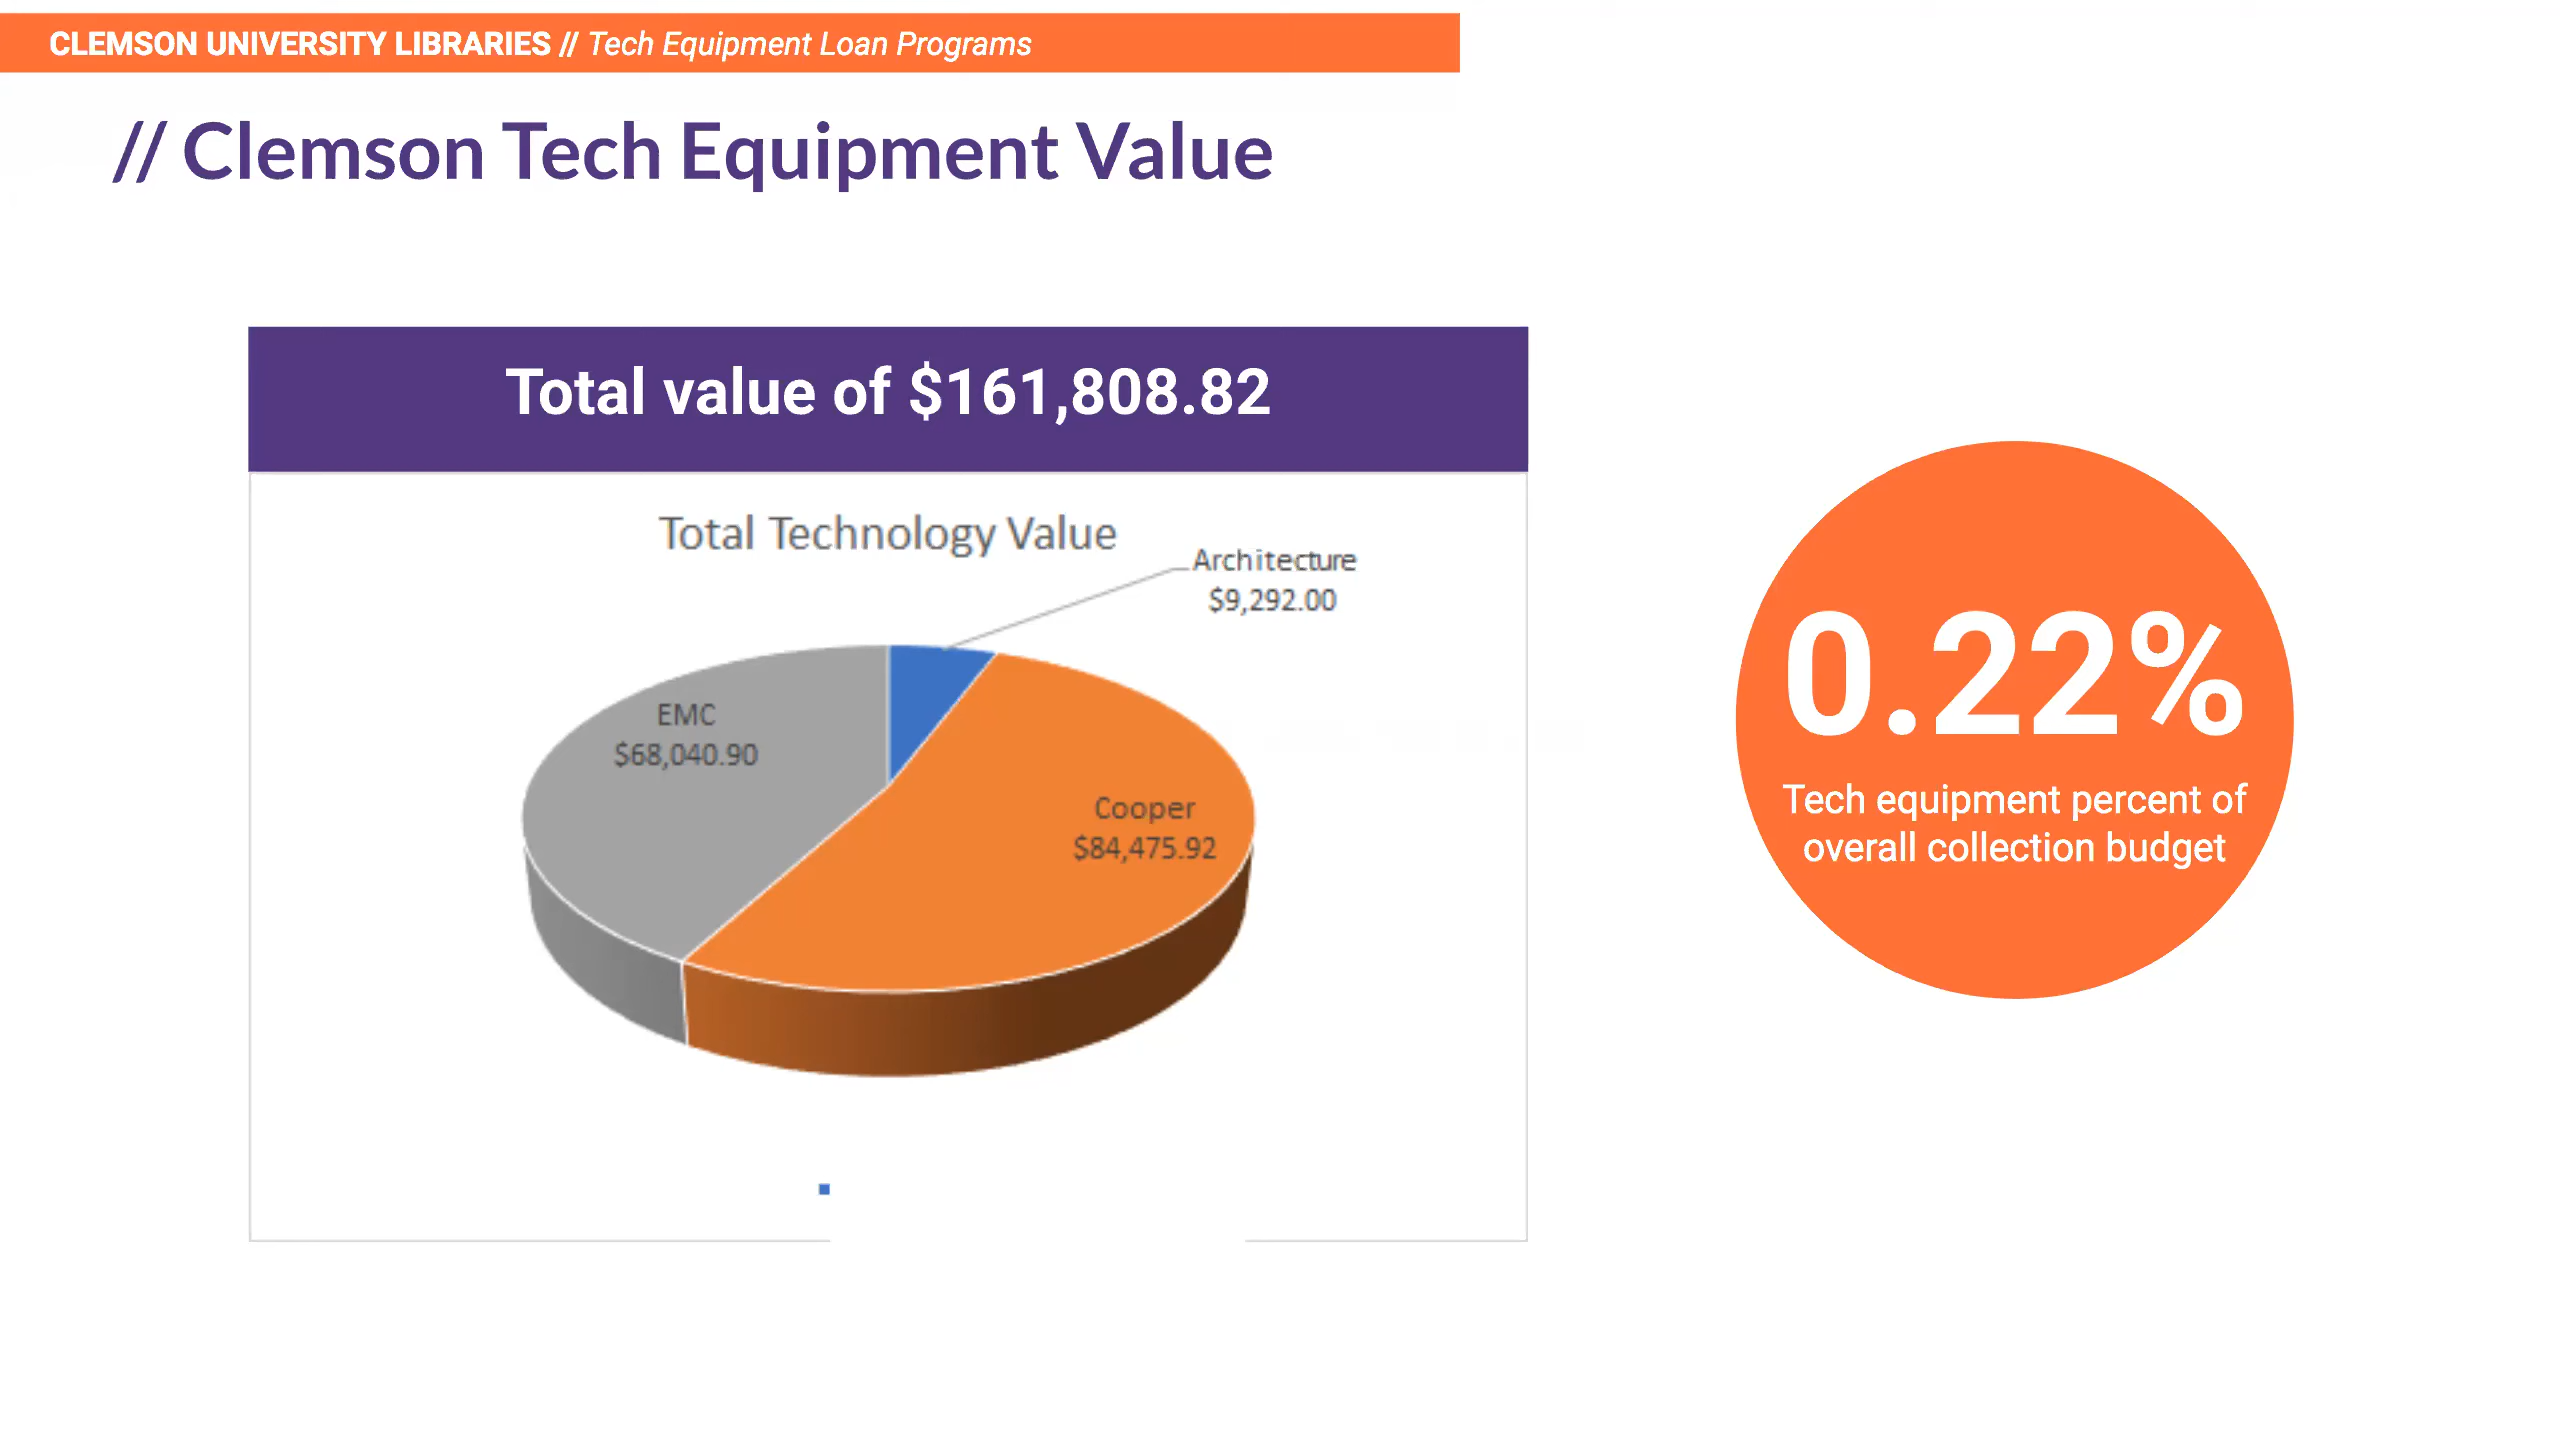 CLEMSON UNIVERSITY LIBRARIES // Tech Equipment Loan Programs
// Clemson Tech Equipment Value
Total value of $161,808.82
Total Technology Value
Architecture
$9,292.00
EMC
$68,040.90
Cooper
$84,475.92
0.22%
Tech equipment percent of
overall collection budget